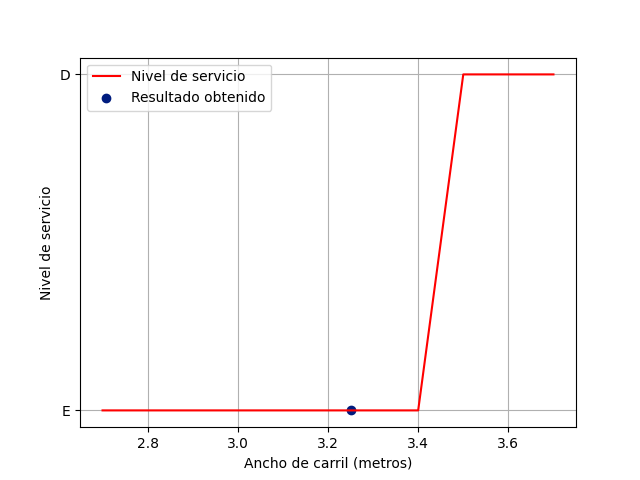 Nivel de servicio
Resultado obtenido
D
E
Nivel de servicio
2.8
3.0
3.2
3.4
3.6
Ancho de carril (metros)